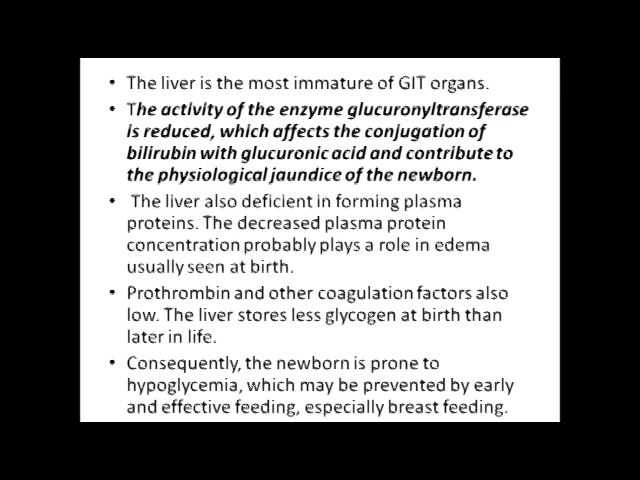 • The liver is the most immature of GIT organs.
• The activity of the enzyme glucuronyltransferase
is reduced, which affects the conjugation of
bilirubin with glucuronic acid and contribute to
the physiological jaundice of the newborn.
• The liver also deficient in forming plasma
proteins. The decreased plasma protein
concentration probably plays a role in edema
usually seen at birth.
• Prothrombin and other coagulation factors also
low. The liver stores less glycogen at birth than
later in life.
• Consequently, the newborn is prone to
hypoglycemia, which may be prevented by early
and effective feeding, especially breast feeding.